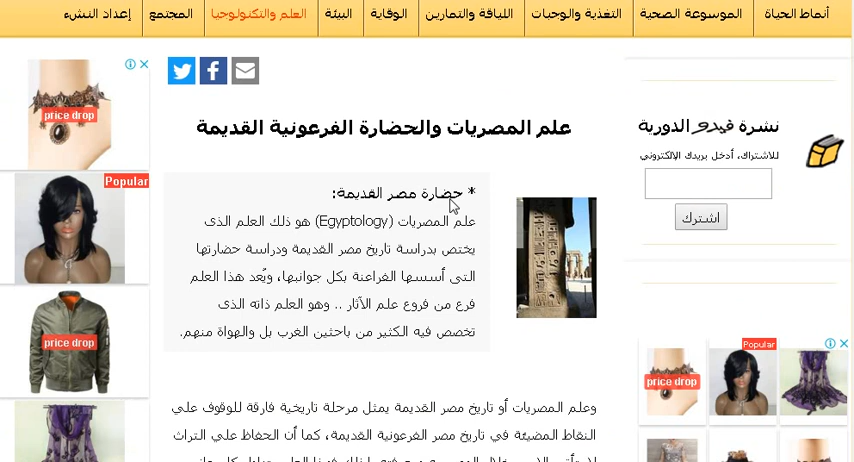 أنماط الحياة
الموسوعة الصحية
التغذية والوجبات
اللياقة والتمارين
الوقاية
البيئة
العلم والتكنولوجيا
المجتمع
إعداد النشء
نشرة فيدو الدورية
للاشتراك، أدخل بريدك الإلكتروني
اشترك
علم المصريات والحضارة الفرعونية القديمة
* حضارة مصر القديمة:
علم المصريات (Egyptology) هو ذلك العلم الذى
يختص بدراسة تاريخ مصر القديمة ودراسة حضارتها
التى أسسها الفراعنة بكل جوانبها، ويُعد هذا العلم
فرع من فروع علم الآثار .. وهو العلم ذاته الذى
تخصص فيه الكثير من باحثين الغرب بل والهواة منهم.
وعلم المصريات أو تاريخ مصر القديمة يمثل مرحلة تاريخية فارقة للوقوف علي
النقاط المضيئة في تاريخ مصر الفرعونية القديمة، كما أن الحفاظ علي التراث
price drop
Popular
price drop
Popular
price drop